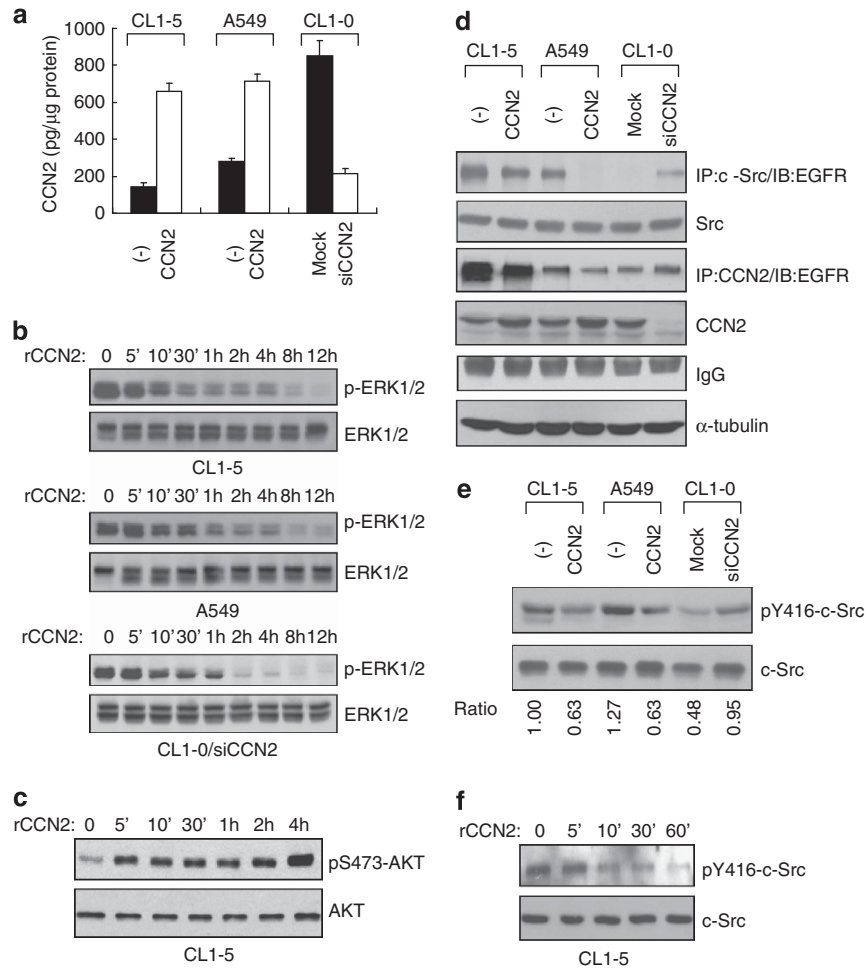 a
CL1-5 A549 CL1-0
CCN2 (pg/µg protein)
1000
800
600
400
200
0
(-) CCN2 (-) CCN2 Mock siCCN2
b
rCCN2: 0 5' 10' 30' 1h 2h 4h 8h 12h
p-ERK1/2
ERK1/2
CL1-5
rCCN2: 0 5' 10' 30' 1h 2h 4h 8h 12h
p-ERK1/2
ERK1/2
A549
rCCN2: 0 5' 10' 30' 1h 2h 4h 8h 12h
p-ERK1/2
ERK1/2
CL1-0/siCCN2
c
rCCN2: 0 5' 10' 30' 1h 2h 4h
pS473-AKT
AKT
CL1-5
d
CL1-5 A549 CL1-0
(-) CCN2 (-) CCN2 Mock siCCN2
IP:c -Src/IB:EGFR
Src
IP:CCN2/IB:EGFR
CCN2
IgG
α-tubulin
e
CL1-5 A549 CL1-0
(-) CCN2 (-) CCN2 Mock siCCN2
pY416-c-Src
c-Src
Ratio 1.00 0.63 1.27 0.63 0.48 0.95
f
rCCN2: 0 5' 10' 30' 60'
pY416-c-Src
c-Src
CL1-5